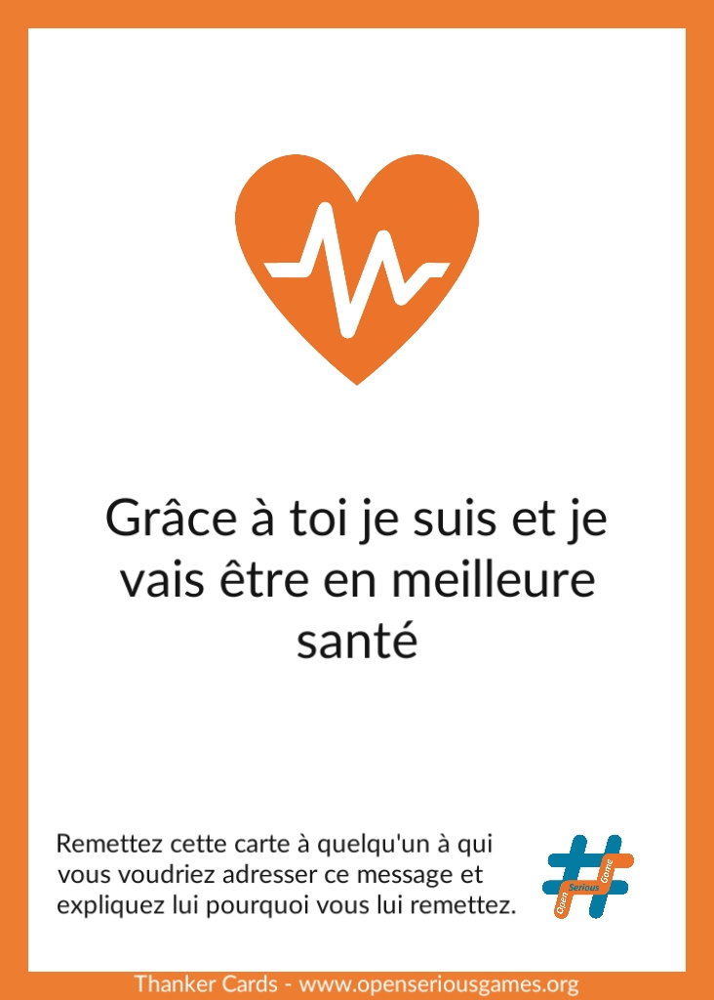 Grâce à toi je suis et je
vais être en meilleure
santé
Remettez cette carte à quelqu'un à qui
vous voudriez adresser ce message et
expliquez lui pourquoi vous lui remettez.
Open Serious Game
Thanker Cards - www.openseriousgames.org